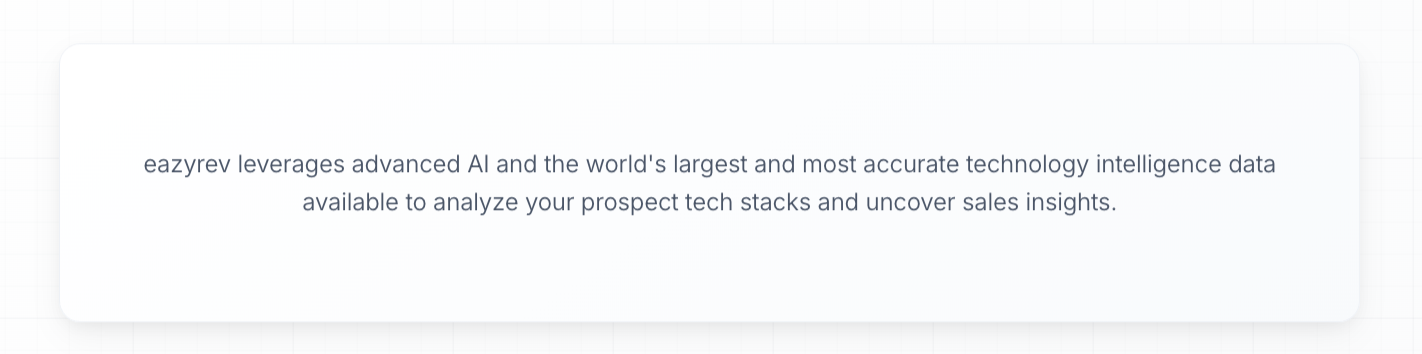 eazyrev leverages advanced AI and the world's largest and most accurate technology intelligence data
available to analyze your prospect tech stacks and uncover sales insights.